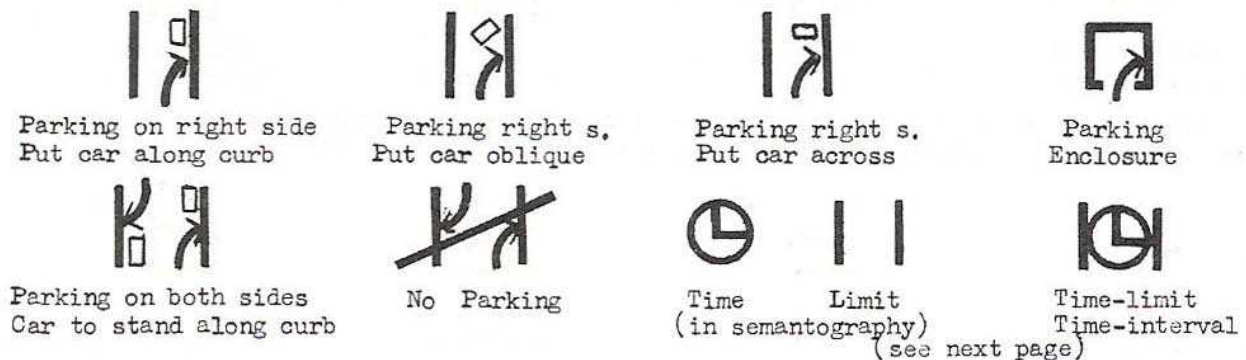 Parking on right side
Put car along curb
Parking right s.
Put car oblique
Parking right s.
Put car across
Parking
Enclosure
Parking on both sides
Car to stand along curb
No Parking
Time Limit
(in semantography)
(see next page)
Time-limit
Time-interval